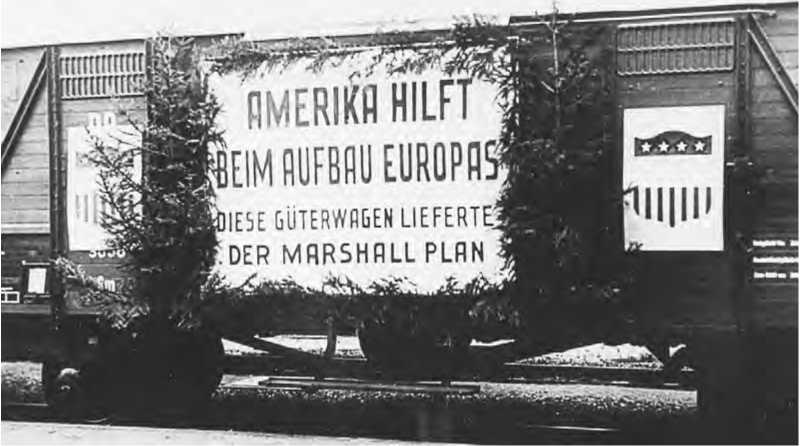 AMERIKA HILFT
BEIM AUFBAU EUROPAS
DIESE GÜTERWAGEN LIEFERTE
DER MARSHALL PLAN